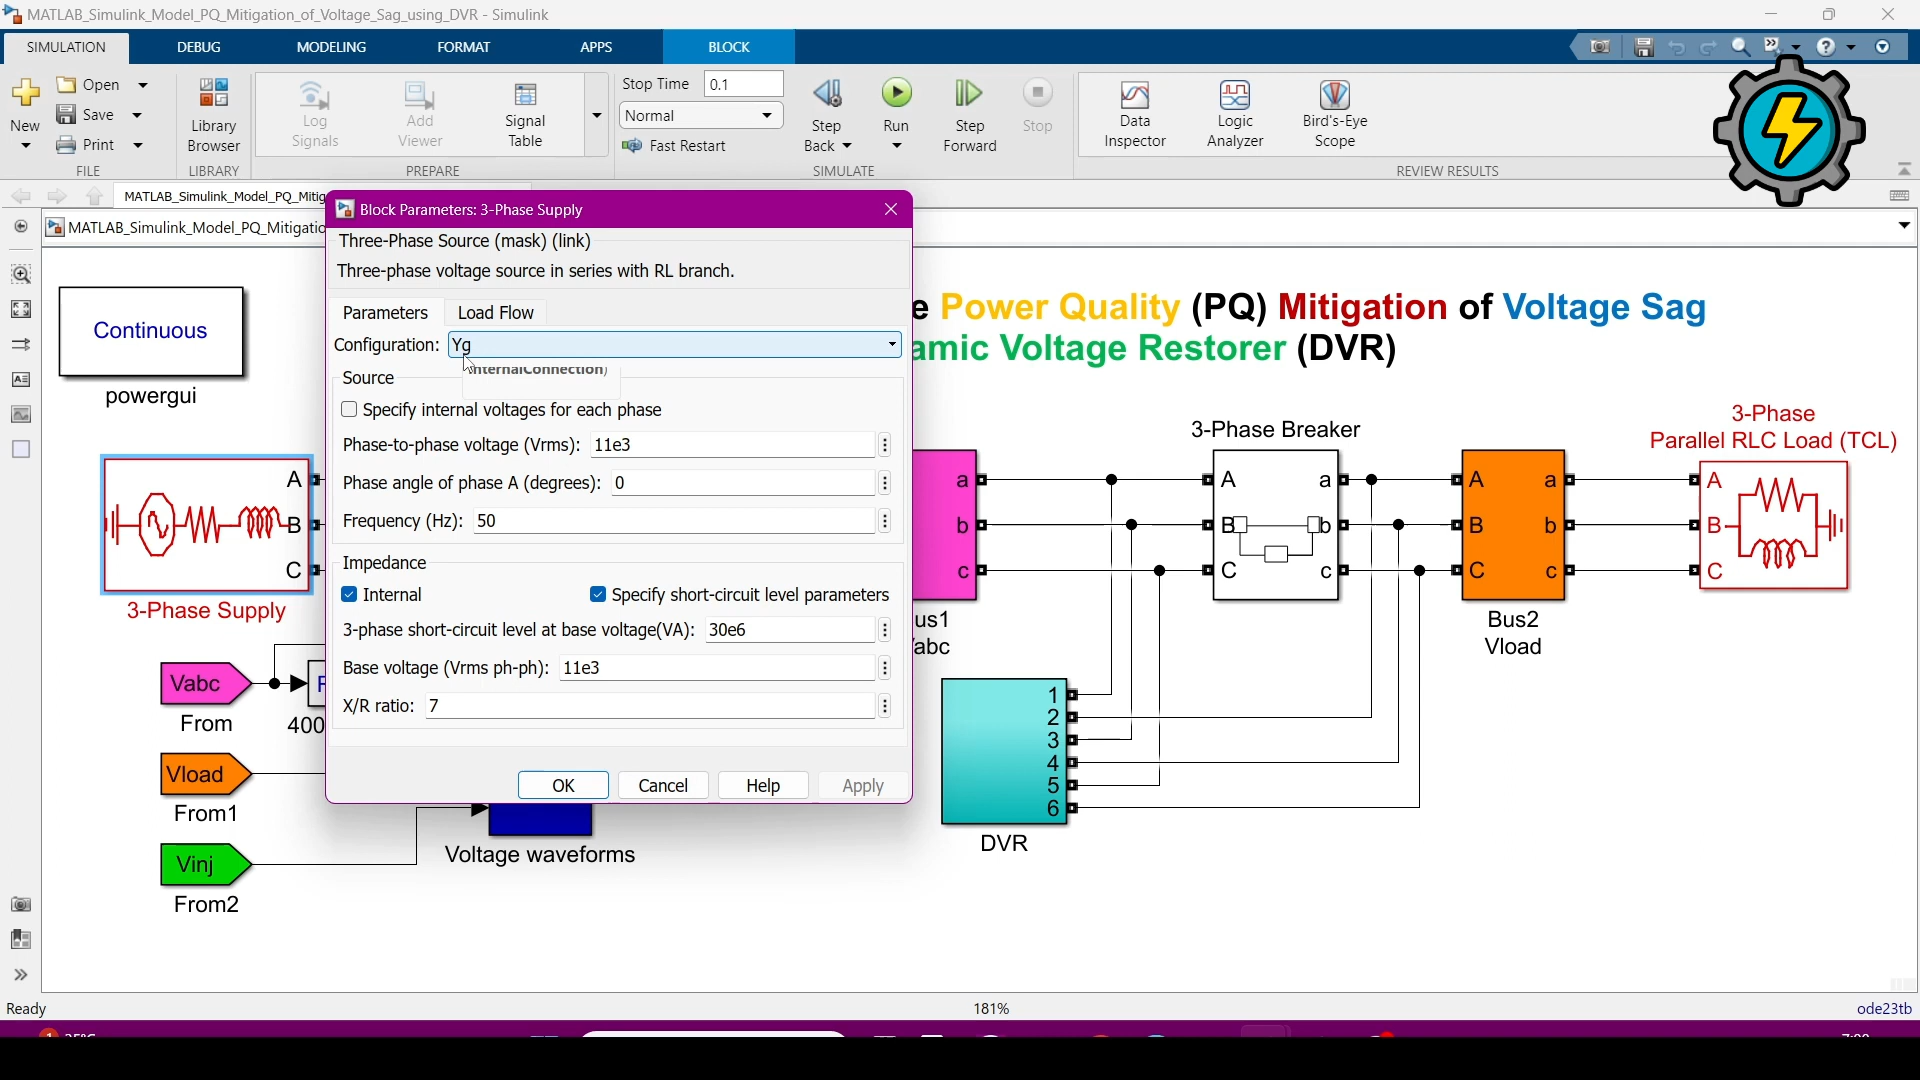 MATLAB_Simulink_Model_PQ_Mitigation_of_Voltage_Sag_using_DVR - Simulink
SIMULATION DEBUG MODELING FORMAT APPS BLOCK
New
Open
Save
Print
FILE
Library
Browser
LIBRARY
Log
Signals
Add
Viewer
Signal
Table
PREPARE
Stop Time 0.1
Normal
Fast Restart
Step
Back
Run
Step
Forward
Stop
SIMULATE
Data
Inspector
Logic
Analyzer
Bird's-Eye
Scope
REVIEW RESULTS
MATLAB_Simulink_Model_PQ_Mitig
MATLAB_Simulink_Model_PQ_Mitigatio
Block Parameters: 3-Phase Supply
Three-Phase Source (mask) (link)
Three-phase voltage source in series with RL branch.
Parameters Load Flow
Configuration: Yg
InternalConnection)
Source
Specify internal voltages for each phase
Phase-to-phase voltage (Vrms): 11e3
Phase angle of phase A (degrees): 0
Frequency (Hz): 50
Impedance
Internal Specify short-circuit level parameters
3-phase short-circuit level at base voltage(VA): 30e6
Base voltage (Vrms ph-ph): 11e3
X/R ratio: 7
OK Cancel Help Apply
e Power Quality (PQ) Mitigation of Voltage Sag
amic Voltage Restorer (DVR)
Continuous
powergui
A
B
C
3-Phase Supply
Vabc
From
400
Vload
From1
Vinj
From2
Voltage waveforms
a
b
c
us1
abc
3-Phase Breaker
A a
B b
C c
A a
B b
C c
Bus2
Vload
3-Phase
Parallel RLC Load (TCL)
A
B
C
1
2
3
4
5
6
DVR
Ready 181% ode23tb